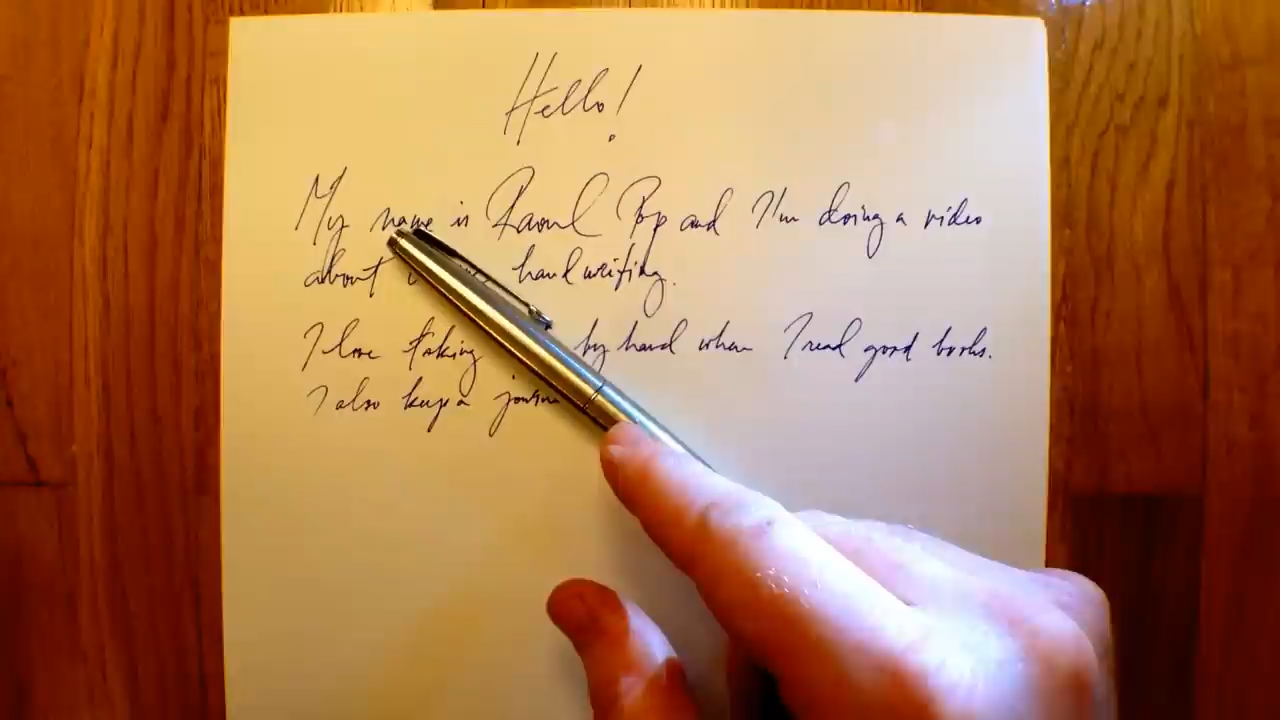 Hello!
My name is Raoul Pop and I'm doing a video
about handwriting.
I love taking by hand when I read good books.
I also keep a